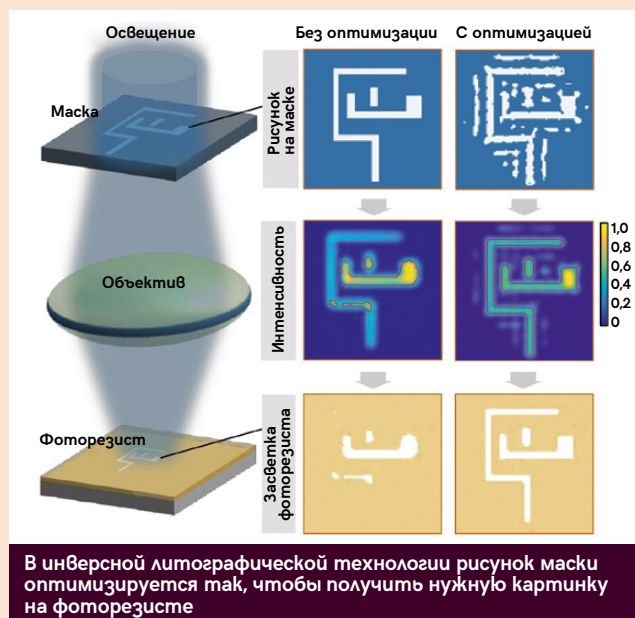 Освещение
Без оптимизации
С оптимизацией
Маска
Рисунок
на маске
Объектив
Интенсивность
1,0
0,8
0,6
0,4
0,2
0
Фоторезист
Засветка
фоторезиста
В инверсной литографической технологии рисунок маски
оптимизируется так, чтобы получить нужную картинку
на фоторезисте